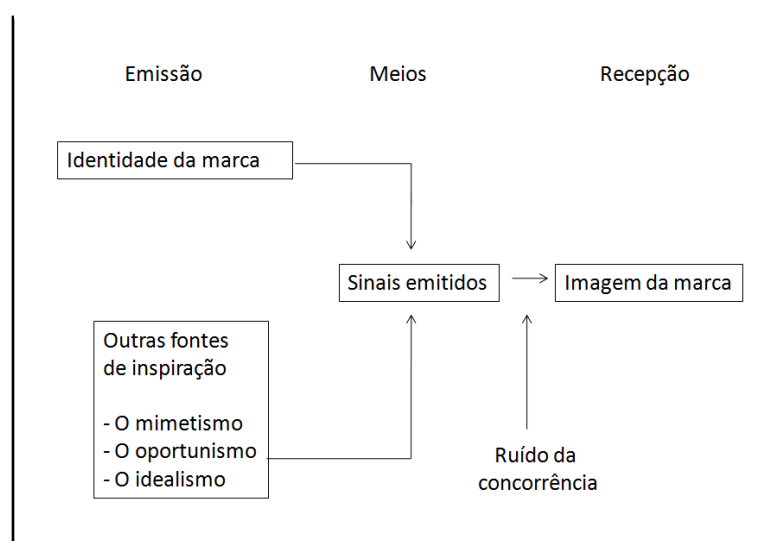 Emissão
Meios
Recepção
Identidade da marca
Sinais emitidos
Imagem da marca
Outras fontes
de inspiração
- O mimetismo
- O oportunismo
- O idealismo
Ruído da
concorrência